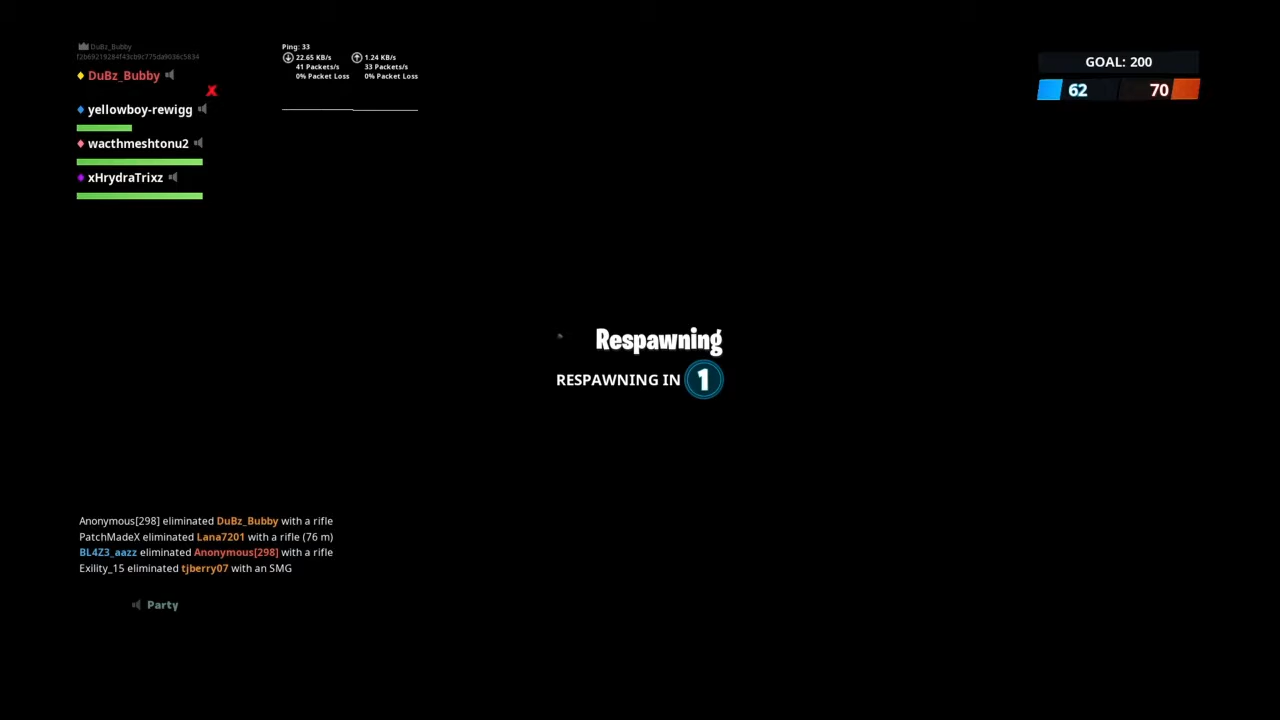 DuBz_Bubby
f2b69219284f43cb9c775da9036c5834
DuBz_Bubby
X
yellowboy-rewigg
wacthmeshtonu2
xHrydraTrixz
Ping: 33
22.65 KB/s 1.24 KB/s
41 Packets/s 33 Packets/s
0% Packet Loss 0% Packet Loss
GOAL: 200
62 70
Respawning
RESPAWNING IN 1
Anonymous[298] eliminated DuBz_Bubby with a rifle
PatchMadeX eliminated Lana7201 with a rifle (76 m)
BL4Z3_aazz eliminated Anonymous[298] with a rifle
Exility_15 eliminated tjberry07 with an SMG
Party